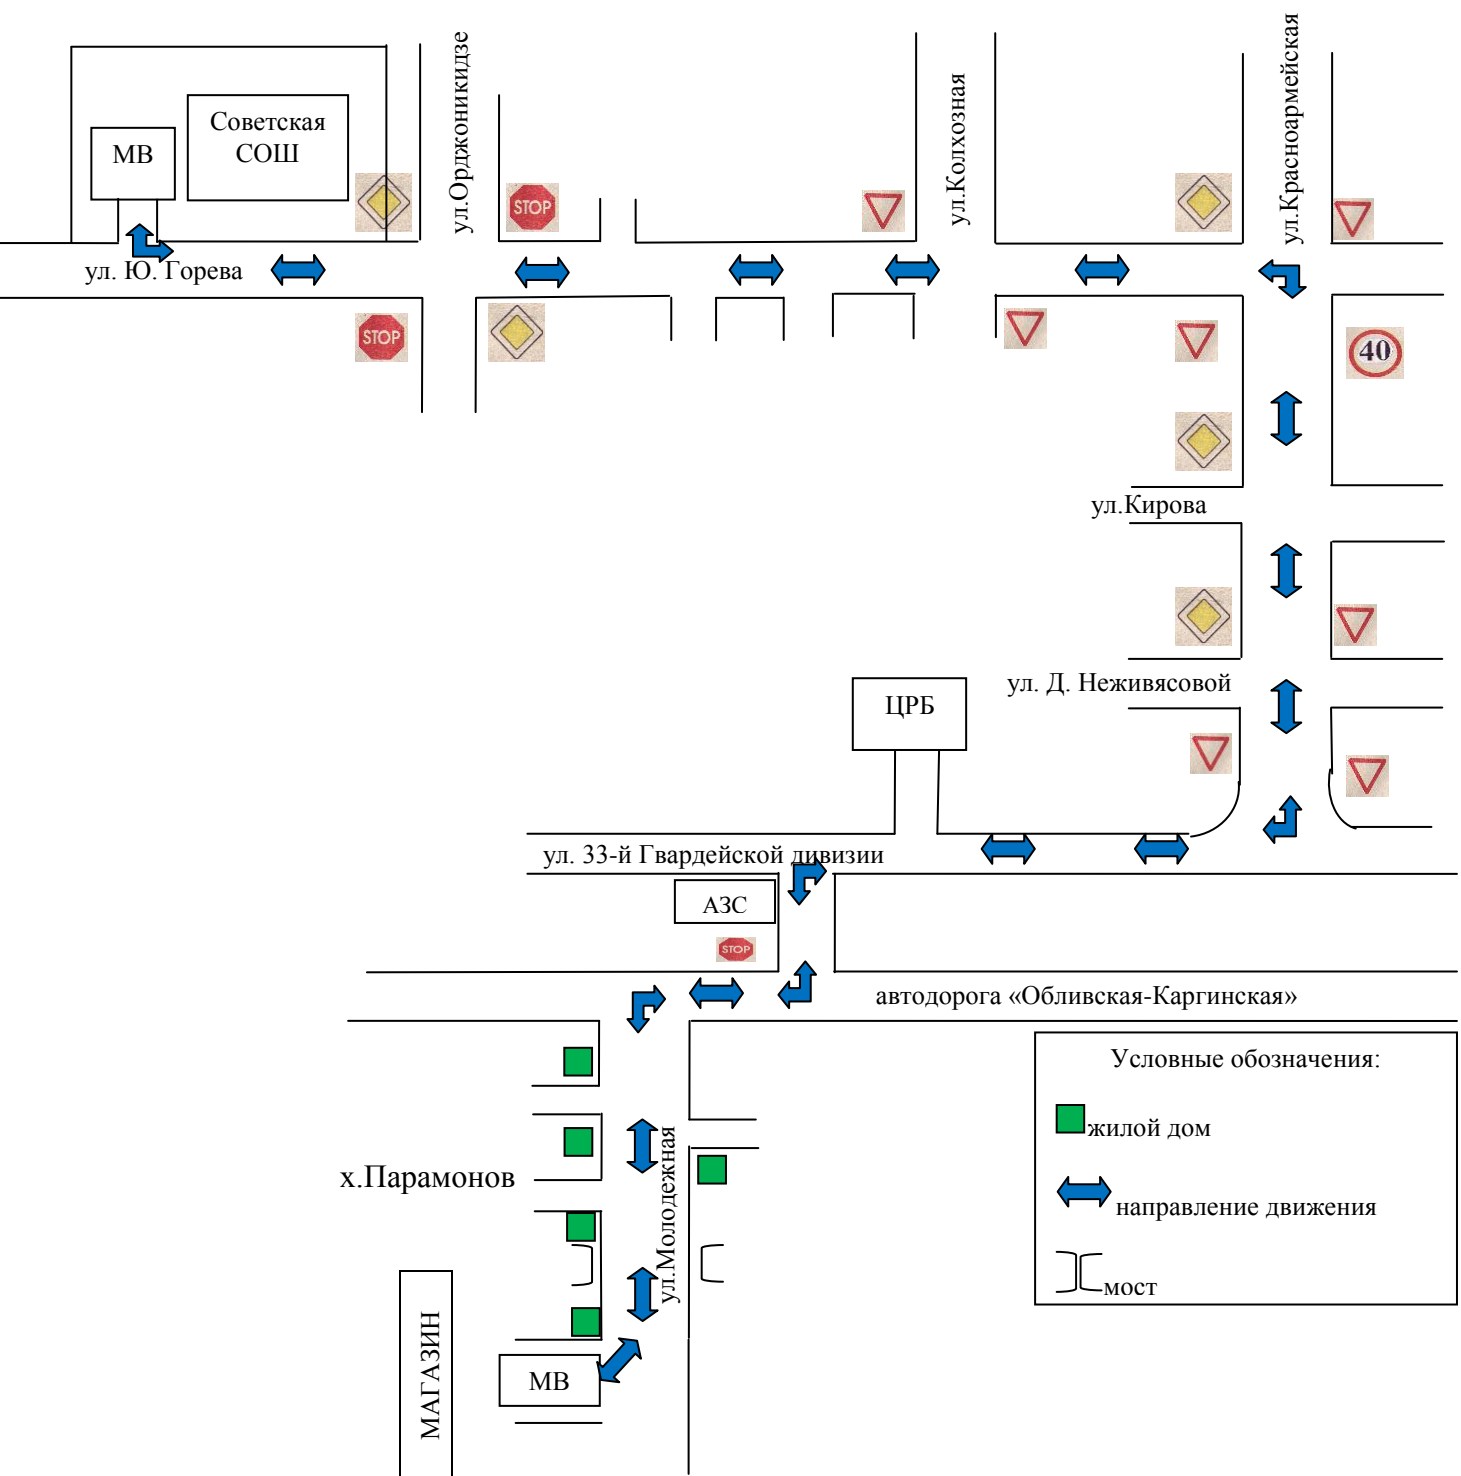 ул.Орджоникидзе
ул.Колхозная
ул.Красноармейская
Советская
СОШ
МВ
STOP
ул. Ю. Горева
STOP
40
ул.Кирова
ул. Д. Неживясовой
ЦРБ
ул. 33-й Гвардейской дивизии
АЗС
STOP
автодорога «Обливская-Каргинская»
Условные обозначения:
жилой дом
направление движения
мост
х.Парамонов
ул.Молодежная
МАГАЗИН
МВ